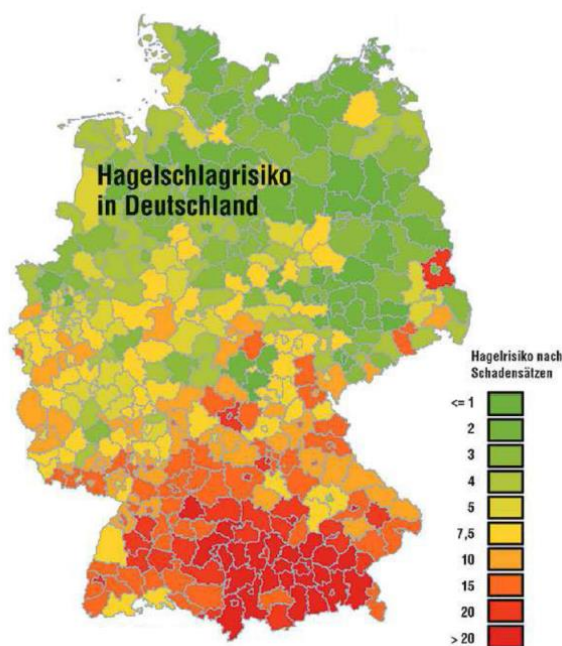 Hagelschlagrisiko
in Deutschland
Hagelrisiko nach
Schadensätzen
<= 1
2
3
4
5
7,5
10
15
20
> 20